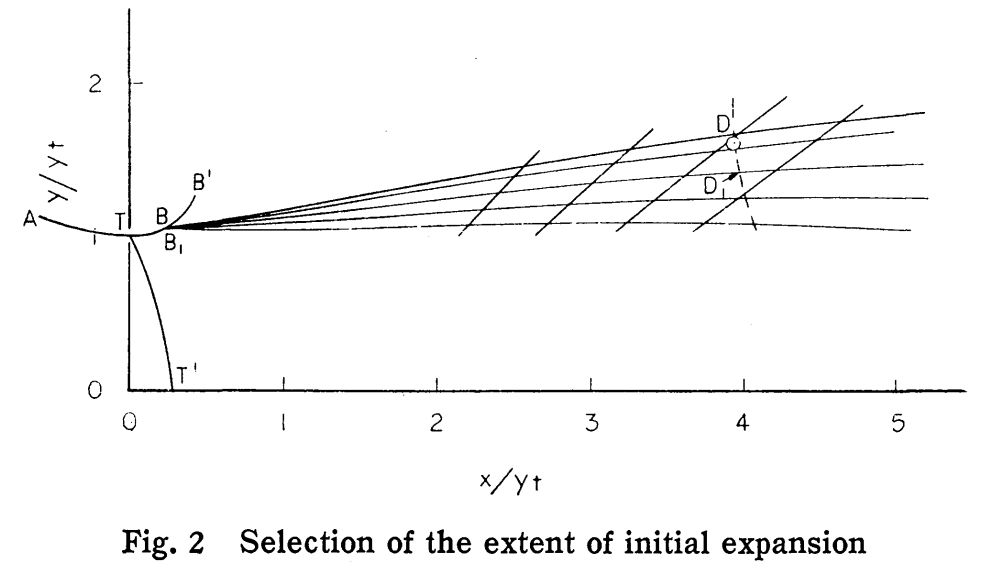 2
y/yt
A
T
B
B'
B₁
D
D₁
1
T'
0
0 1 2 3 4 5
x/yt
Fig. 2 Selection of the extent of initial expansion